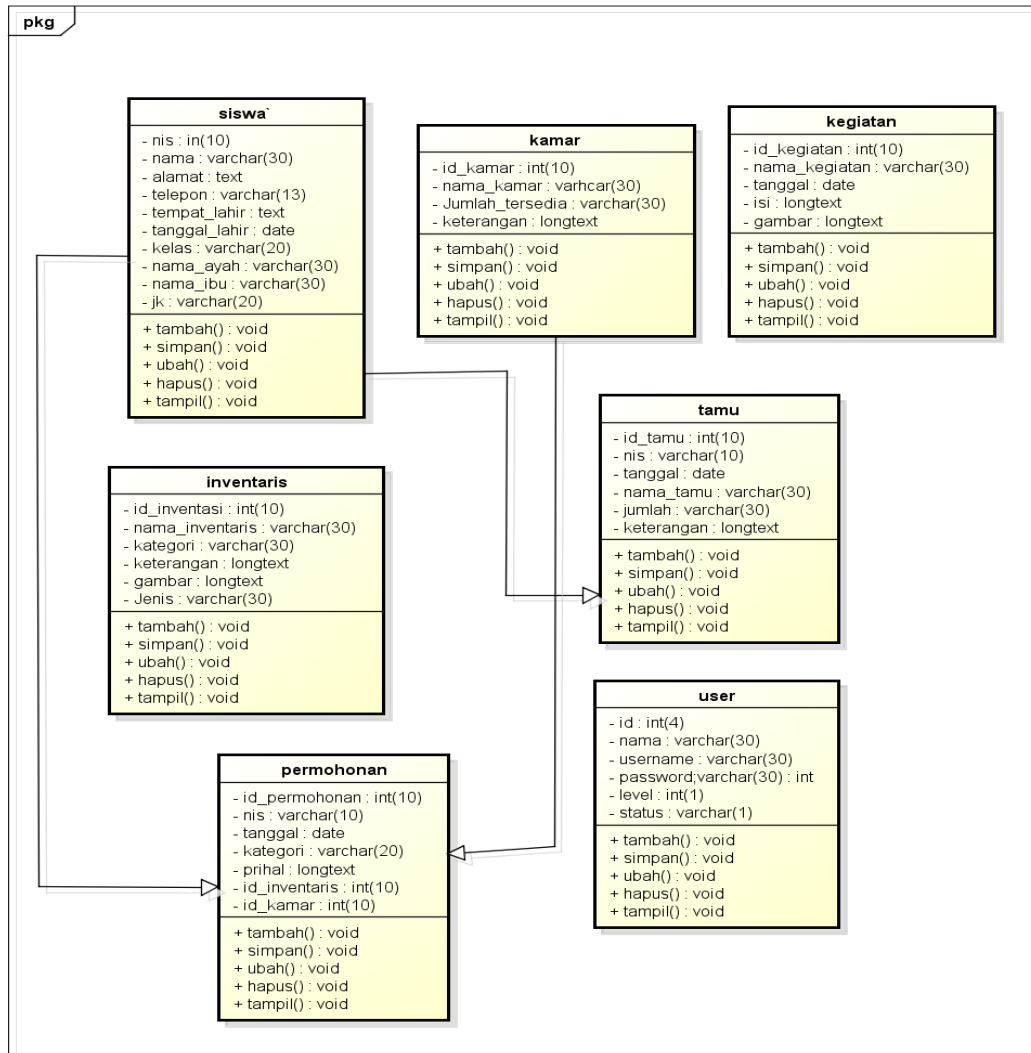 pkg
siswa`
- nis : in(10)
- nama : varchar(30)
- alamat : text
- telepon : varchar(13)
- tempat_lahir : text
- tanggal_lahir : date
- kelas : varchar(20)
- nama_ayah : varchar(30)
- nama_ibu : varchar(30)
- jk : varchar(20)
+ tambah() : void
+ simpan() : void
+ ubah() : void
+ hapus() : void
+ tampil() : void
kamar
- id_kamar : int(10)
- nama_kamar : varhcar(30)
- Jumlah_tersedia : varchar(30)
- keterangan : longtext
+ tambah() : void
+ simpan() : void
+ ubah() : void
+ hapus() : void
+ tampil() : void
kegiatan
- id_kegiatan : int(10)
- nama_kegiatan : varchar(30)
- tanggal : date
- isi : longtext
- gambar : longtext
+ tambah() : void
+ simpan() : void
+ ubah() : void
+ hapus() : void
+ tampil() : void
tamu
- id_tamu : int(10)
- nis : varchar(10)
- tanggal : date
- nama_tamu : varchar(30)
- jumlah : varchar(30)
- keterangan : longtext
+ tambah() : void
+ simpan() : void
+ ubah() : void
+ hapus() : void
+ tampil() : void
inventaris
- id_inventasi : int(10)
- nama_inventaris : varchar(30)
- kategori : varchar(30)
- keterangan : longtext
- gambar : longtext
- Jenis : varchar(30)
+ tambah() : void
+ simpan() : void
+ ubah() : void
+ hapus() : void
+ tampil() : void
user
- id : int(4)
- nama : varchar(30)
- username : varchar(30)
- password;varchar(30) : int
- level : int(1)
- status : varchar(1)
+ tambah() : void
+ simpan() : void
+ ubah() : void
+ hapus() : void
+ tampil() : void
permohonan
- id_permohonan : int(10)
- nis : varchar(10)
- tanggal : date
- kategori : varchar(20)
- prihal : longtext
- id_inventaris : int(10)
- id_kamar : int(10)
+ tambah() : void
+ simpan() : void
+ ubah() : void
+ hapus() : void
+ tampil() : void